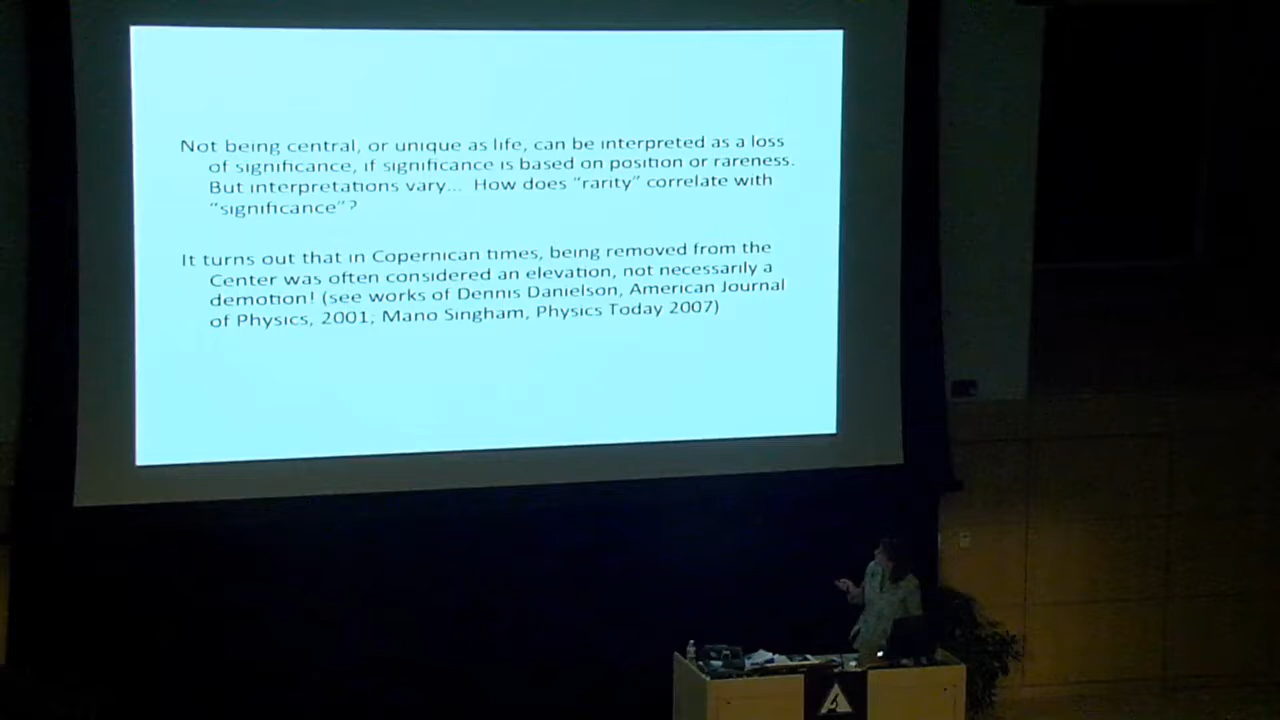 Not being central, or unique as life, can be interpreted as a loss
of significance, if significance is based on position or rareness.
But interpretations vary... How does "rarity" correlate with
"significance"?
It turns out that in Copernican times, being removed from the
Center was often considered an elevation, not necessarily a
demotion! (see works of Dennis Danielson, American Journal
of Physics, 2001; Mano Singham, Physics Today 2007)